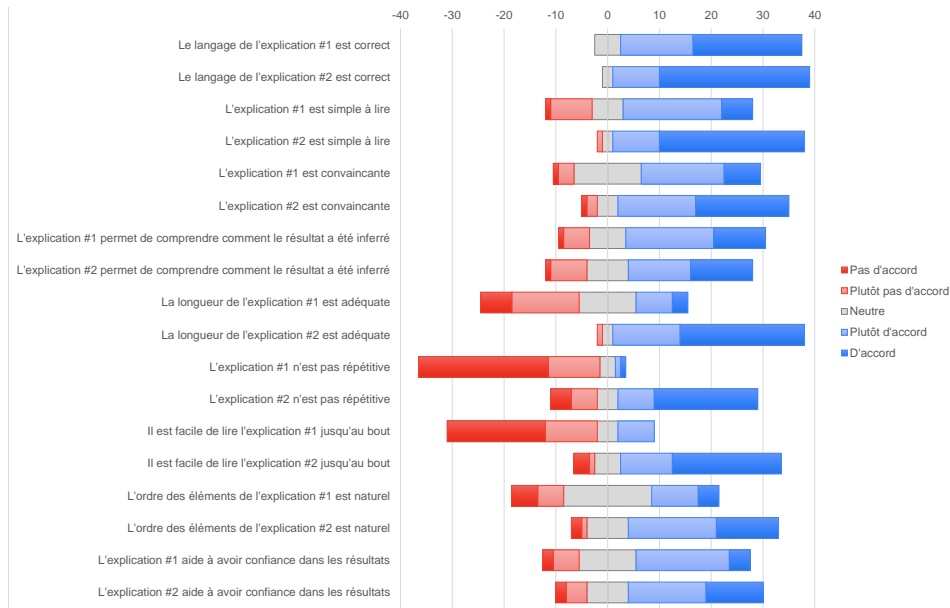 -40 -30 -20 -10 0 10 20 30 40
Le langage de l'explication #1 est correct
Le langage de l'explication #2 est correct
L'explication #1 est simple à lire
L'explication #2 est simple à lire
L'explication #1 est convaincante
L'explication #2 est convaincante
L'explication #1 permet de comprendre comment le résultat a été inferré
L'explication #2 permet de comprendre comment le résultat a été inferré
La longueur de l'explication #1 est adéquate
La longueur de l'explication #2 est adéquate
L'explication #1 n'est pas répétitive
L'explication #2 n'est pas répétitive
Il est facile de lire l'explication #1 jusqu'au bout
Il est facile de lire l'explication #2 jusqu'au bout
L'ordre des éléments de l'explication #1 est naturel
L'ordre des éléments de l'explication #2 est naturel
L'explication #1 aide à avoir confiance dans les résultats
L'explication #2 aide à avoir confiance dans les résultats
Pas d'accord
Plutôt pas d'accord
Neutre
Plutôt d'accord
D'accord